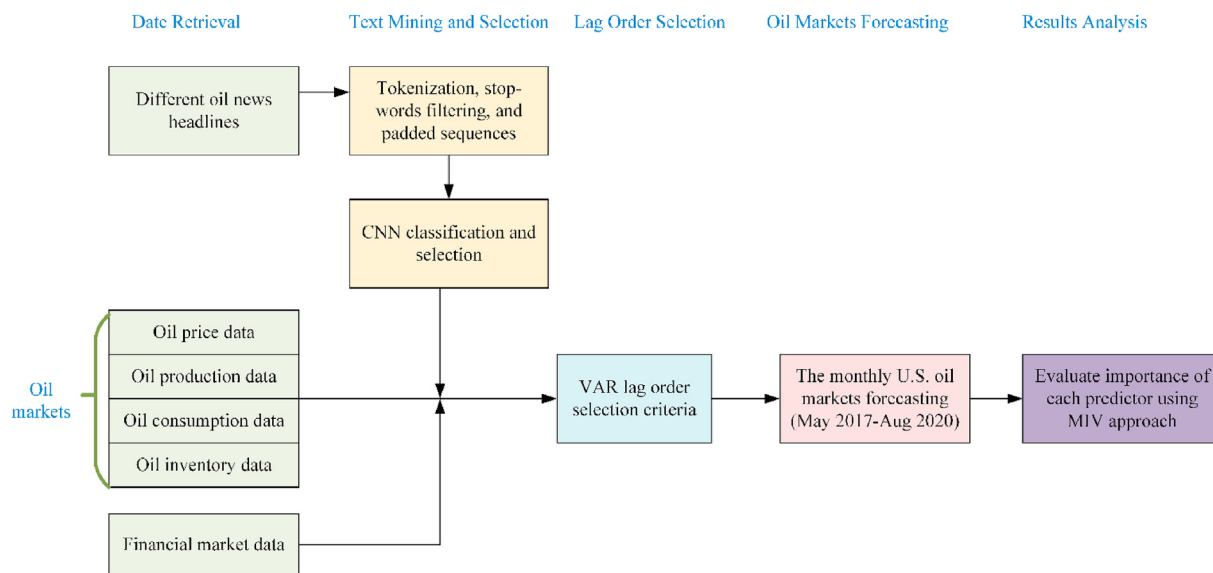 Date Retrieval
Text Mining and Selection
Lag Order Selection
Oil Markets Forecasting
Results Analysis
Different oil news
headlines
Tokenization, stop-
words filtering, and
padded sequences
CNN classification and
selection
Oil
markets
Oil price data
Oil production data
Oil consumption data
Oil inventory data
Financial market data
VAR lag order
selection criteria
The monthly U.S. oil
markets forecasting
(May 2017-Aug 2020)
Evaluate importance of
each predictor using
MIV approach